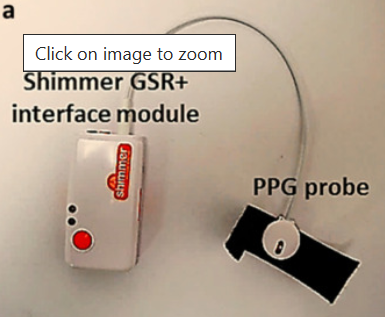 a
Click on image to zoom
Shimmer GSR+
interface module
shimmer
PPG probe